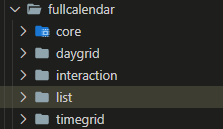 fullcalendar
core
daygrid
interaction
list
timegrid